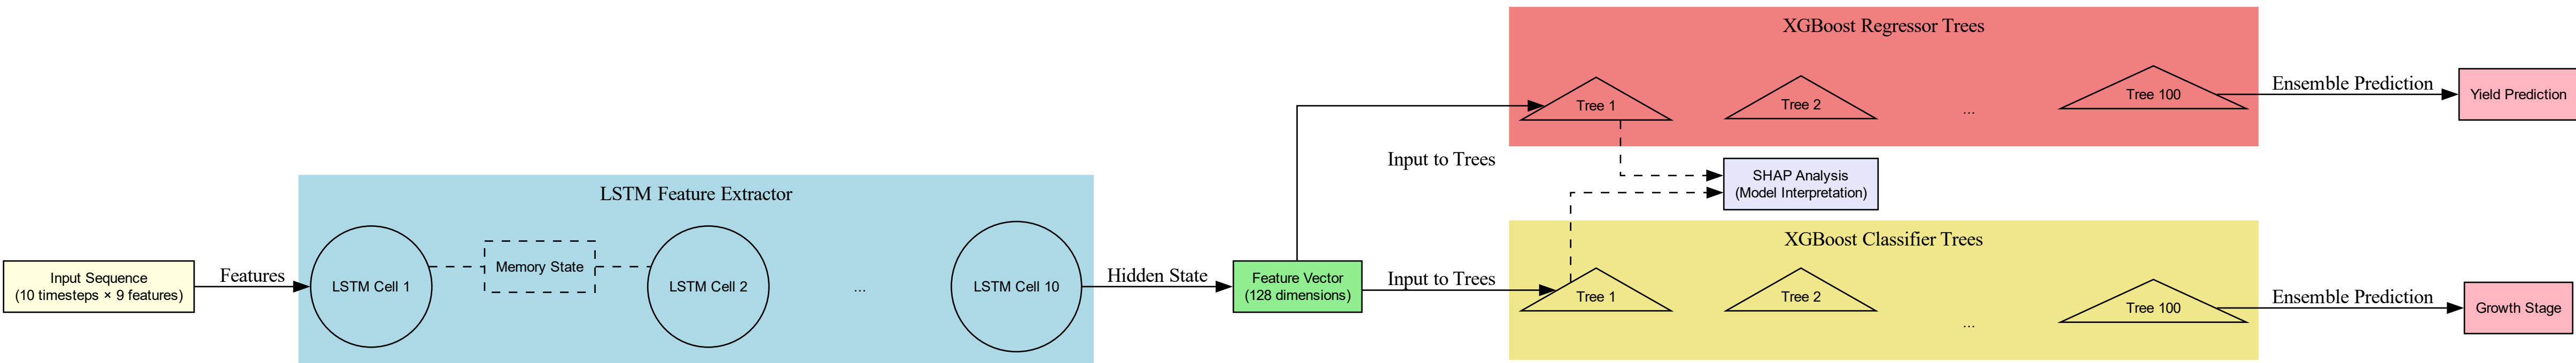 Input Sequence
(10 timesteps × 9 features)
Features
LSTM Feature Extractor
LSTM Cell 1
Memory State
LSTM Cell 2
...
LSTM Cell 10
Hidden State
Feature Vector
(128 dimensions)
Input to Trees
Input to Trees
XGBoost Regressor Trees
Tree 1
Tree 2
...
Tree 100
Ensemble Prediction
Yield Prediction
SHAP Analysis
(Model Interpretation)
XGBoost Classifier Trees
Tree 1
Tree 2
...
Tree 100
Ensemble Prediction
Growth Stage